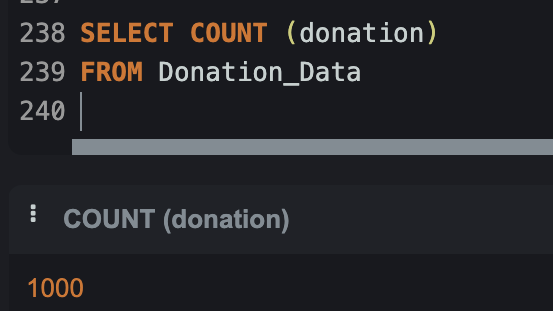 238 SELECT COUNT (donation)
239 FROM Donation_Data
240
COUNT (donation)
1000